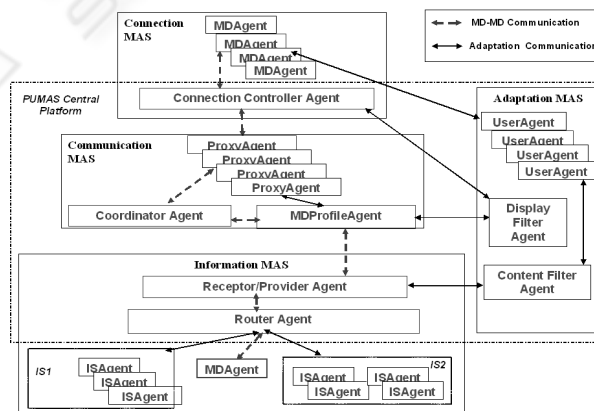 Connection
MAS
MDAgent
MDAgent
MDAgent
MDAgent
Connection Controller Agent
MD-MD Communication
Adaptation Communication
PUMAS Central
Platform
Communication
MAS
ProxyAgent
ProxyAgent
ProxyAgent
ProxyAgent
Coordinator Agent
MDProfileAgent
Adaptation MAS
UserAgent
UserAgent
UserAgent
UserAgent
Display
Filter
Agent
Content Filter
Agent
Information MAS
Receptor/Provider Agent
Router Agent
IS1
ISAgent
ISAgent
ISAgent
MDAgent
IS2
ISAgent
ISAgent
ISAgent
ISAgent